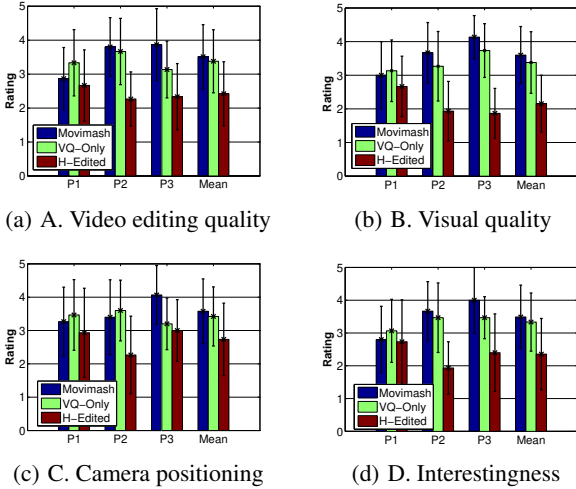 5
4
3
2
1
0
Rating
Movimash
VQ-Only
H-Edited
P1 P2 P3 Mean
(a) A. Video editing quality
5
4
3
2
1
0
Rating
Movimash
VQ-Only
H-Edited
P1 P2 P3 Mean
(b) B. Visual quality
5
4
3
2
1
0
Rating
Movimash
VQ-Only
H-Edited
P1 P2 P3 Mean
(c) C. Camera positioning
5
4
3
2
1
0
Rating
Movimash
VQ-Only
H-Edited
P1 P2 P3 Mean
(d) D. Interestingness